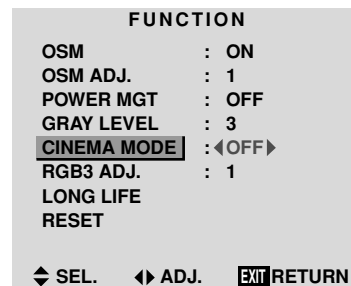 FUNCTION
OSM : ON
OSM ADJ. : 1
POWER MGT : OFF
GRAY LEVEL : 3
CINEMA MODE : OFF
RGB3 ADJ. : 1
LONG LIFE
RESET
SEL. ADJ. EXIT RETURN